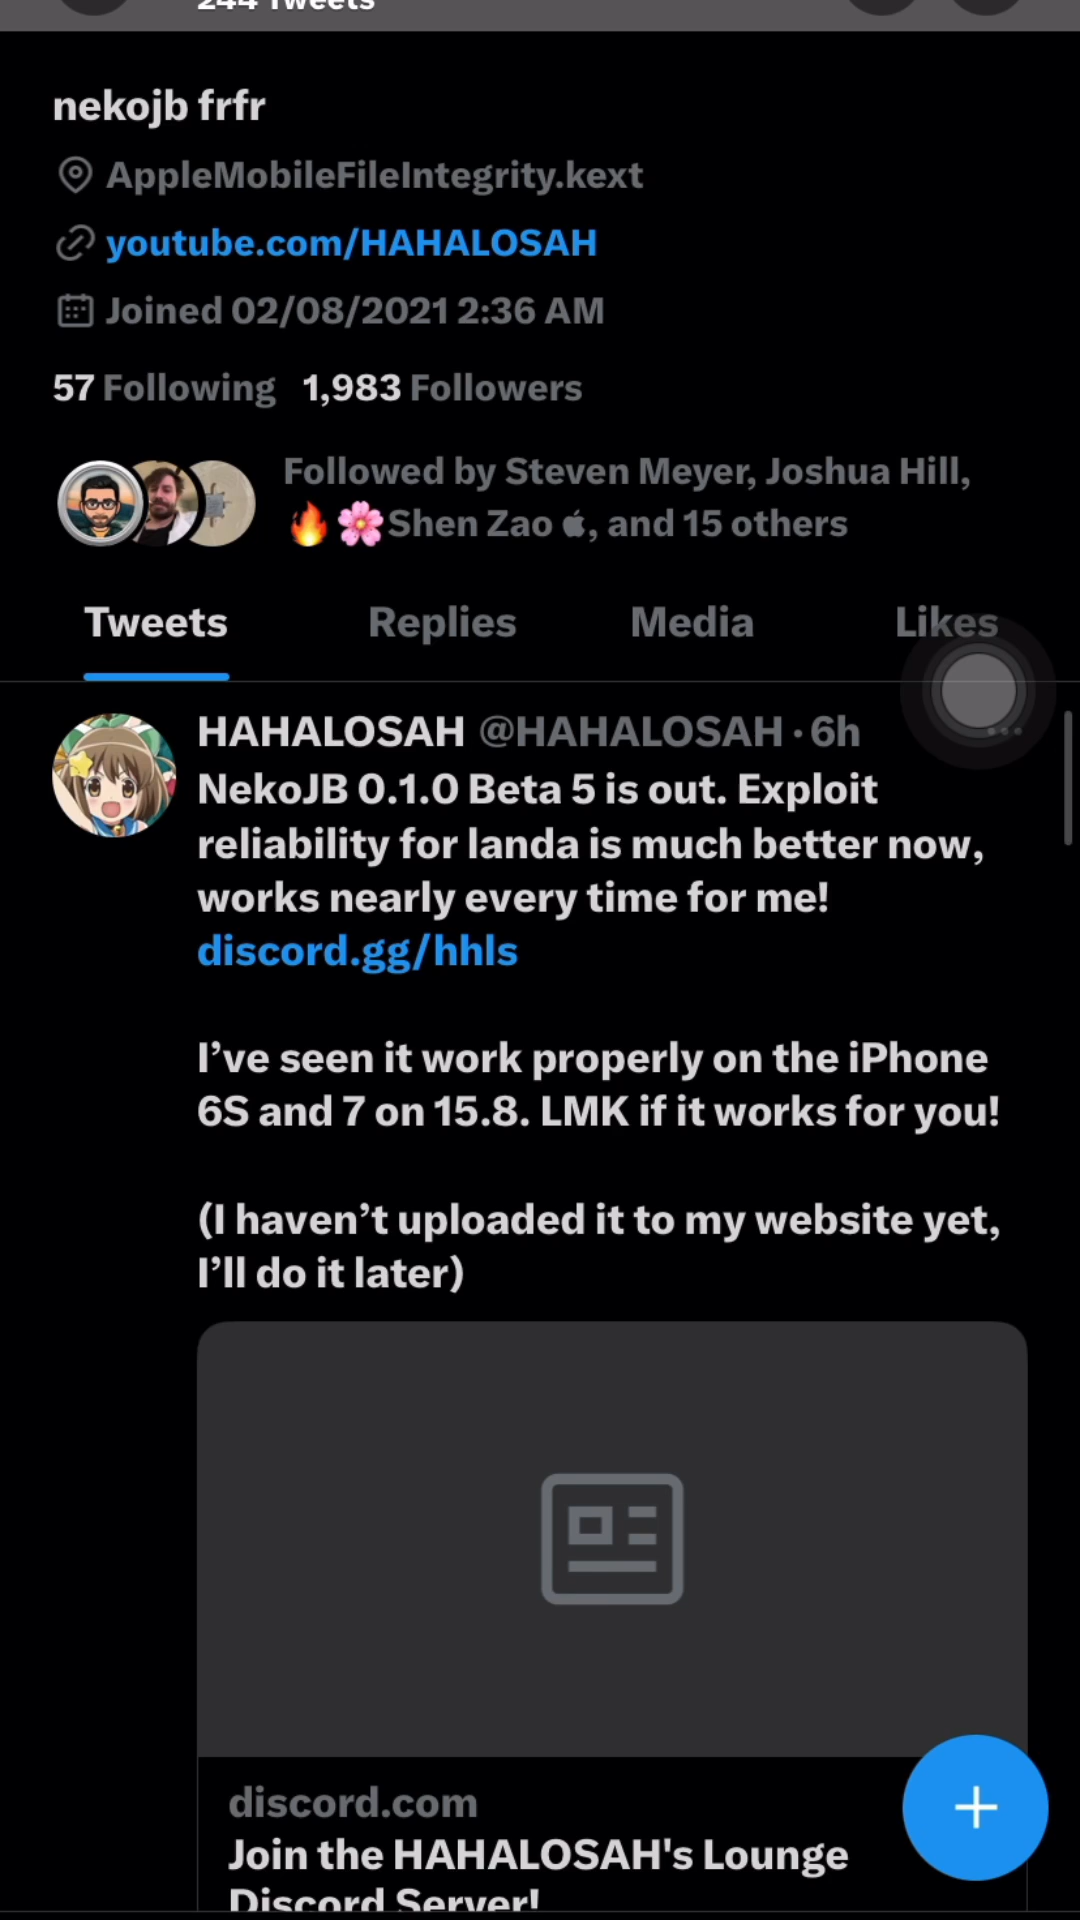 244 Tweets
nekojb frfr
AppleMobileFileIntegrity.kext
youtube.com/HAHALOSAH
Joined 02/08/2021 2:36 AM
57 Following 1,983 Followers
Followed by Steven Meyer, Joshua Hill,
🔥🌸Shen Zao , and 15 others
Tweets Replies Media Likes
HAHALOSAH @HAHALOSAH · 6h
NekoJB 0.1.0 Beta 5 is out. Exploit
reliability for landa is much better now,
works nearly every time for me!
discord.gg/hhls
I’ve seen it work properly on the iPhone
6S and 7 on 15.8. LMK if it works for you!
(I haven’t uploaded it to my website yet,
I’ll do it later)
discord.com
Join the HAHALOSAH's Lounge
Discord Server!